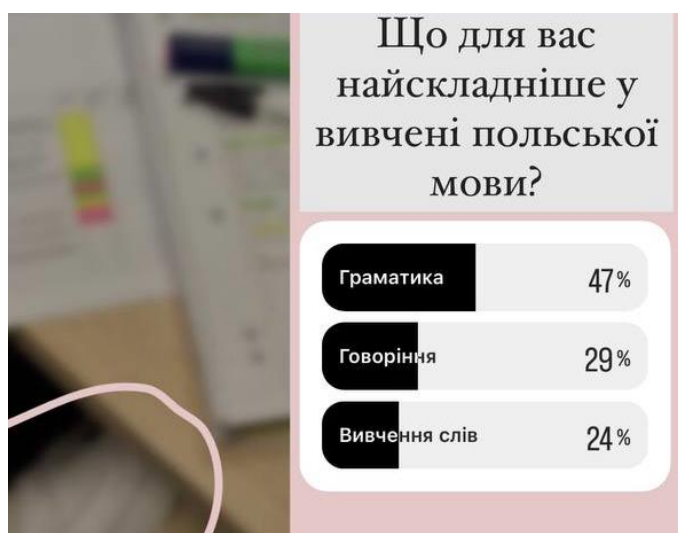 Що для вас
найскладніше у
вивчені польської
мови?
Граматика 47%
Говоріння 29%
Вивчення слів 24%